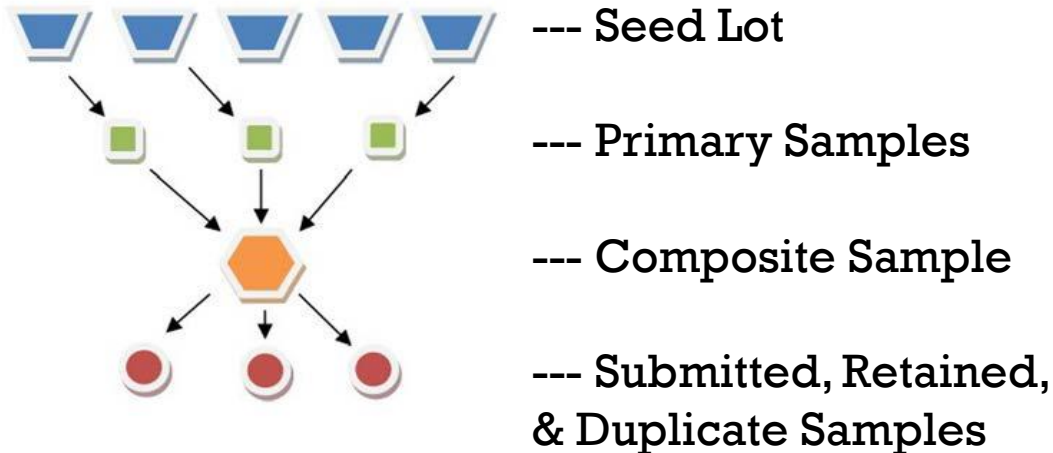 --- Seed Lot
--- Primary Samples
--- Composite Sample
--- Submitted, Retained,
& Duplicate Samples